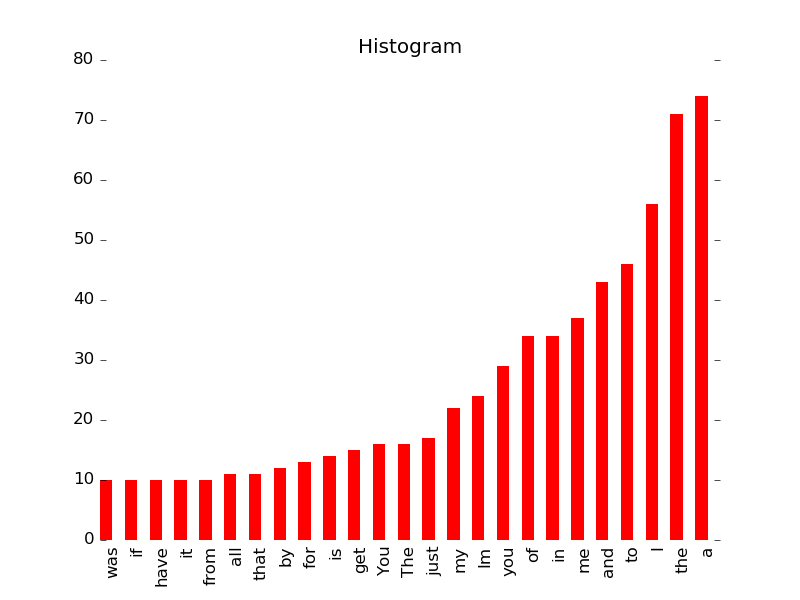 Histogram
80
70
60
50
40
30
20
10
0
was
if
have
it
from
all
that
by
for
is
get
You
The
just
my
Im
you
of
in
me
and
to
I
the
a